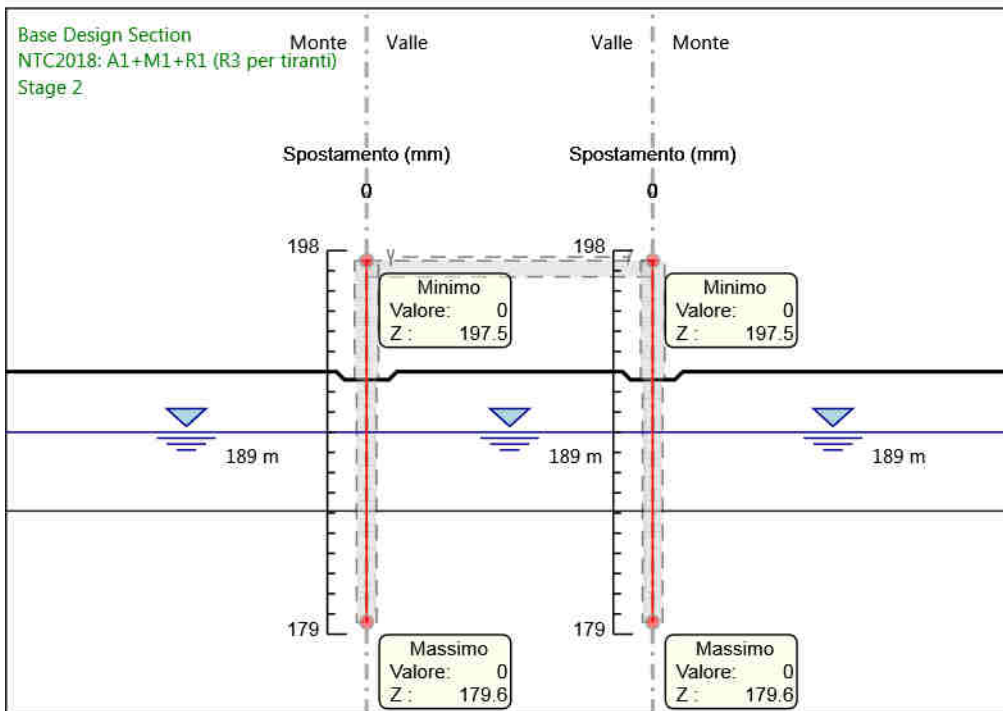 Base Design Section
NTC2018: A1+M1+R1 (R3 per tiranti)
Stage 2
Monte Valle Valle Monte
Spostamento (mm) Spostamento (mm)
0 0
198 198
Minimo Minimo
Valore: 0 Valore: 0
Z : 197.5 Z : 197.5
189 m 189 m 189 m
179 179
Massimo Massimo
Valore: 0 Valore: 0
Z : 179.6 Z : 179.6